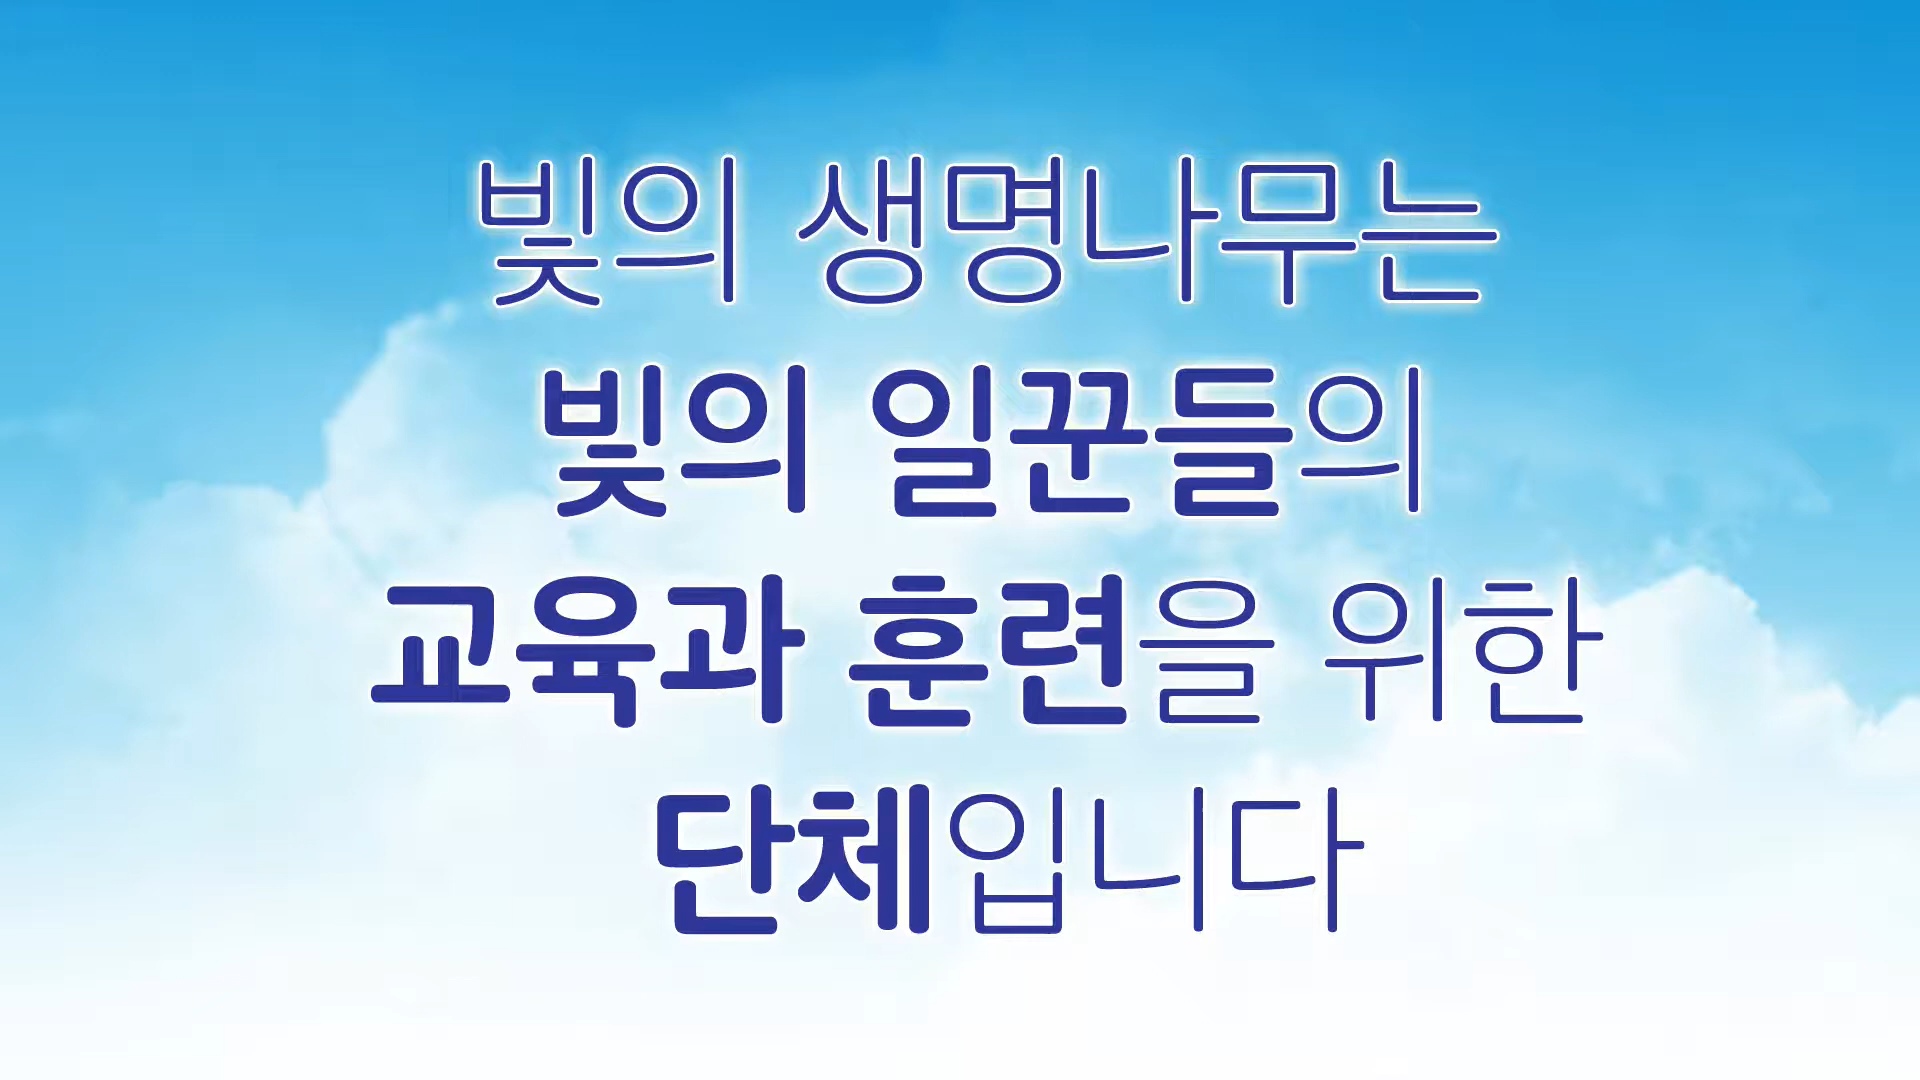 빛의 생명나무는
빛의 일꾼들의
교육과 훈련을 위한
단체입니다